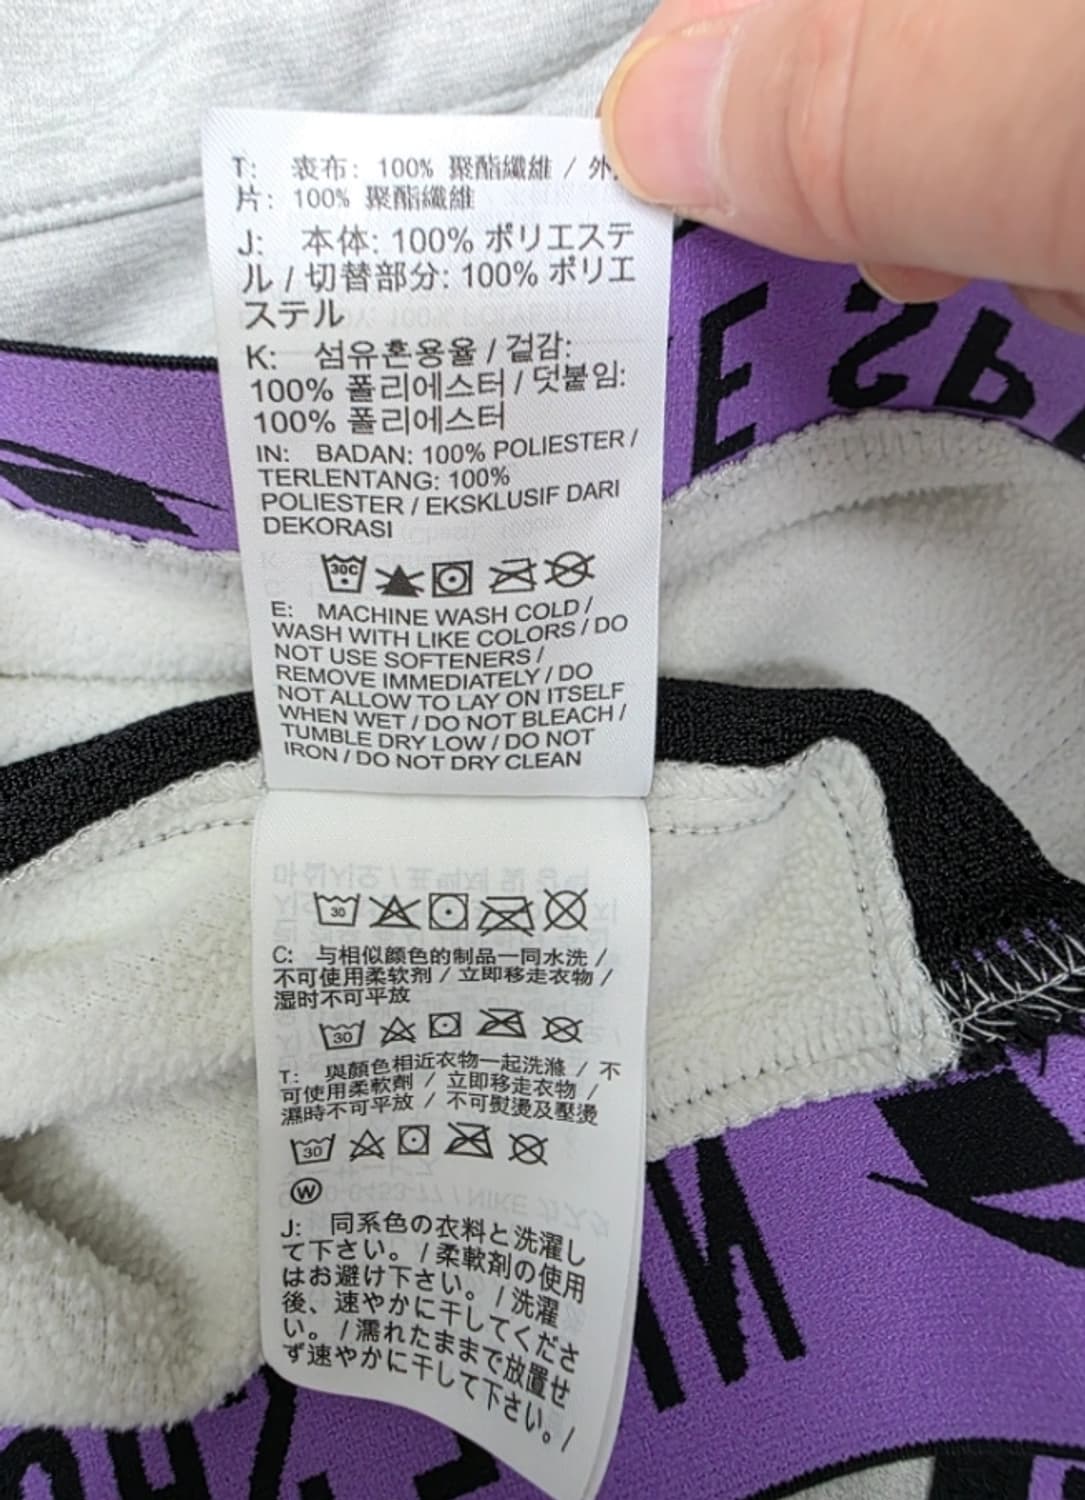 T: 表布: 100% 聚酯纖維 / 外
片: 100% 聚酯纖維
J: 本体: 100% ポリエステ
ル / 切替部分: 100% ポリエ
ステル
K: 섬유혼용율 / 겉감:
100% 폴리에스터 / 덧붙임:
100% 폴리에스터
IN: BADAN: 100% POLIESTER /
TERLENTANG: 100%
POLIESTER / EKSKLUSIF DARI
DEKORASI
30C
E: MACHINE WASH COLD /
WASH WITH LIKE COLORS / DO
NOT USE SOFTENERS /
REMOVE IMMEDIATELY / DO
NOT ALLOW TO LAY ON ITSELF
WHEN WET / DO NOT BLEACH /
TUMBLE DRY LOW / DO NOT
IRON / DO NOT DRY CLEAN
30
C: 与相似颜色的制品一同水洗 /
不可使用柔软剂 / 立即移走衣物 /
湿时不可平放
30
T: 與顏色相近衣物一起洗滌 / 不
可使用柔軟劑 / 立即移走衣物 /
濕時不可平放 / 不可熨燙及壓燙
30
W
J: 同系色の衣料と洗濯し
て下さい。 / 柔軟剤の使用
はお避け下さい。 / 洗濯
後、速やかに干してくださ
い。 / 濡れたままで放置せ
ず速やかに干して下さい。 /